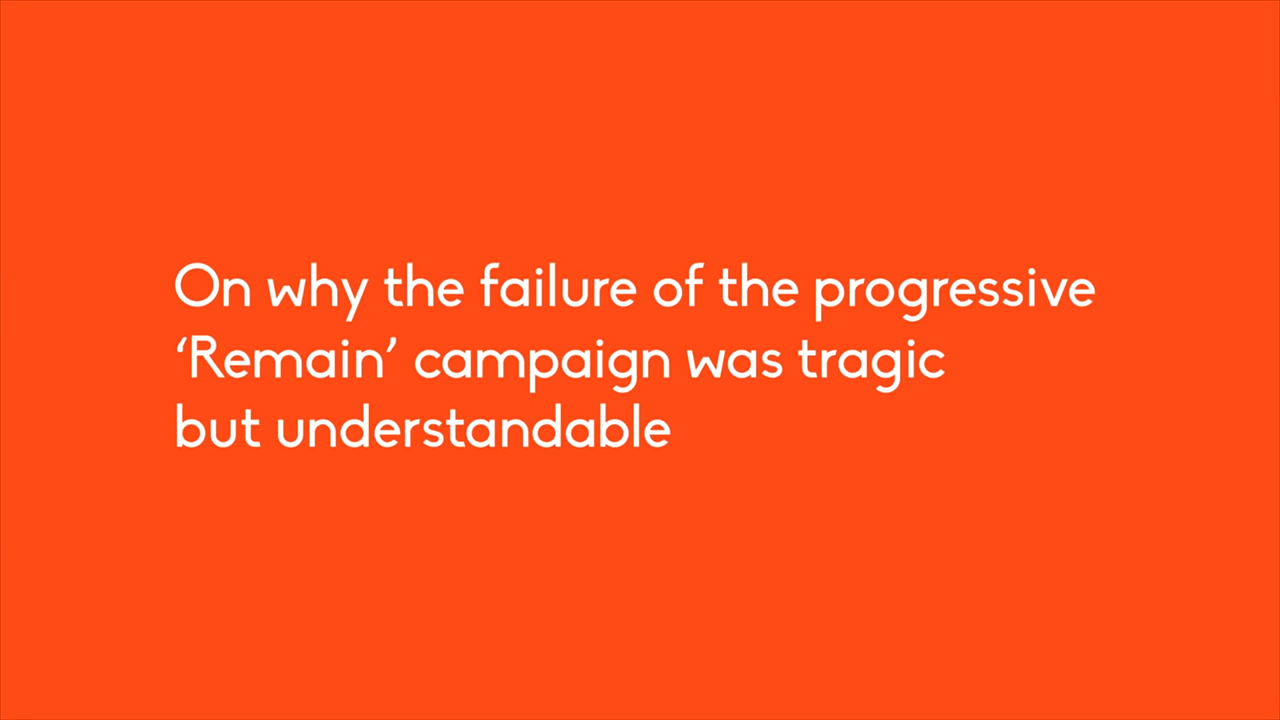 On why the failure of the progressive
‘Remain’ campaign was tragic
but understandable